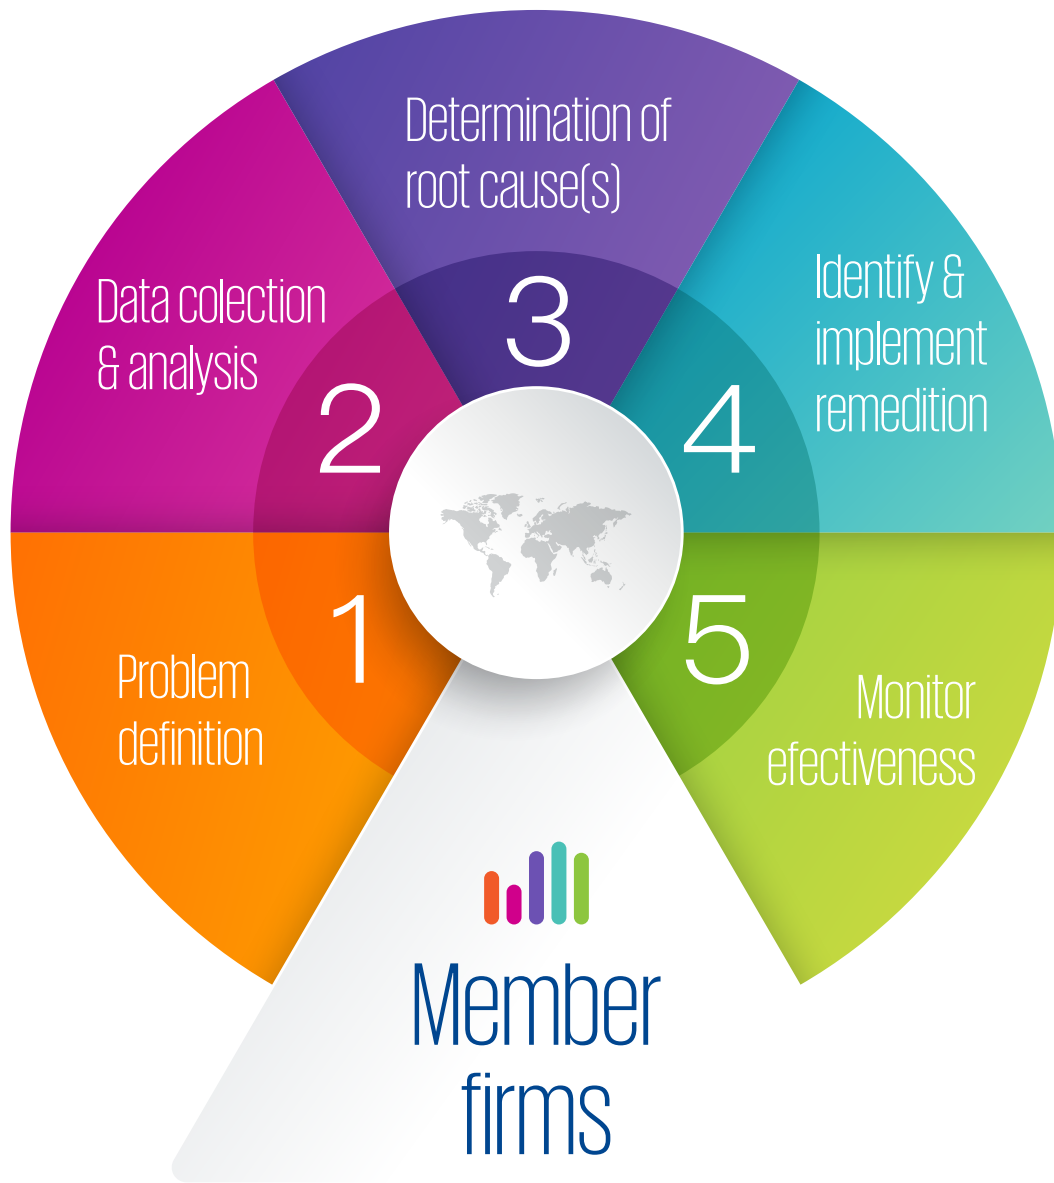 1
Problem
definition
2
Data colection
& analysis
3
Determination of
root cause(s)
4
Identify &
implement
remedition
5
Monitor
efectiveness
Member
firms